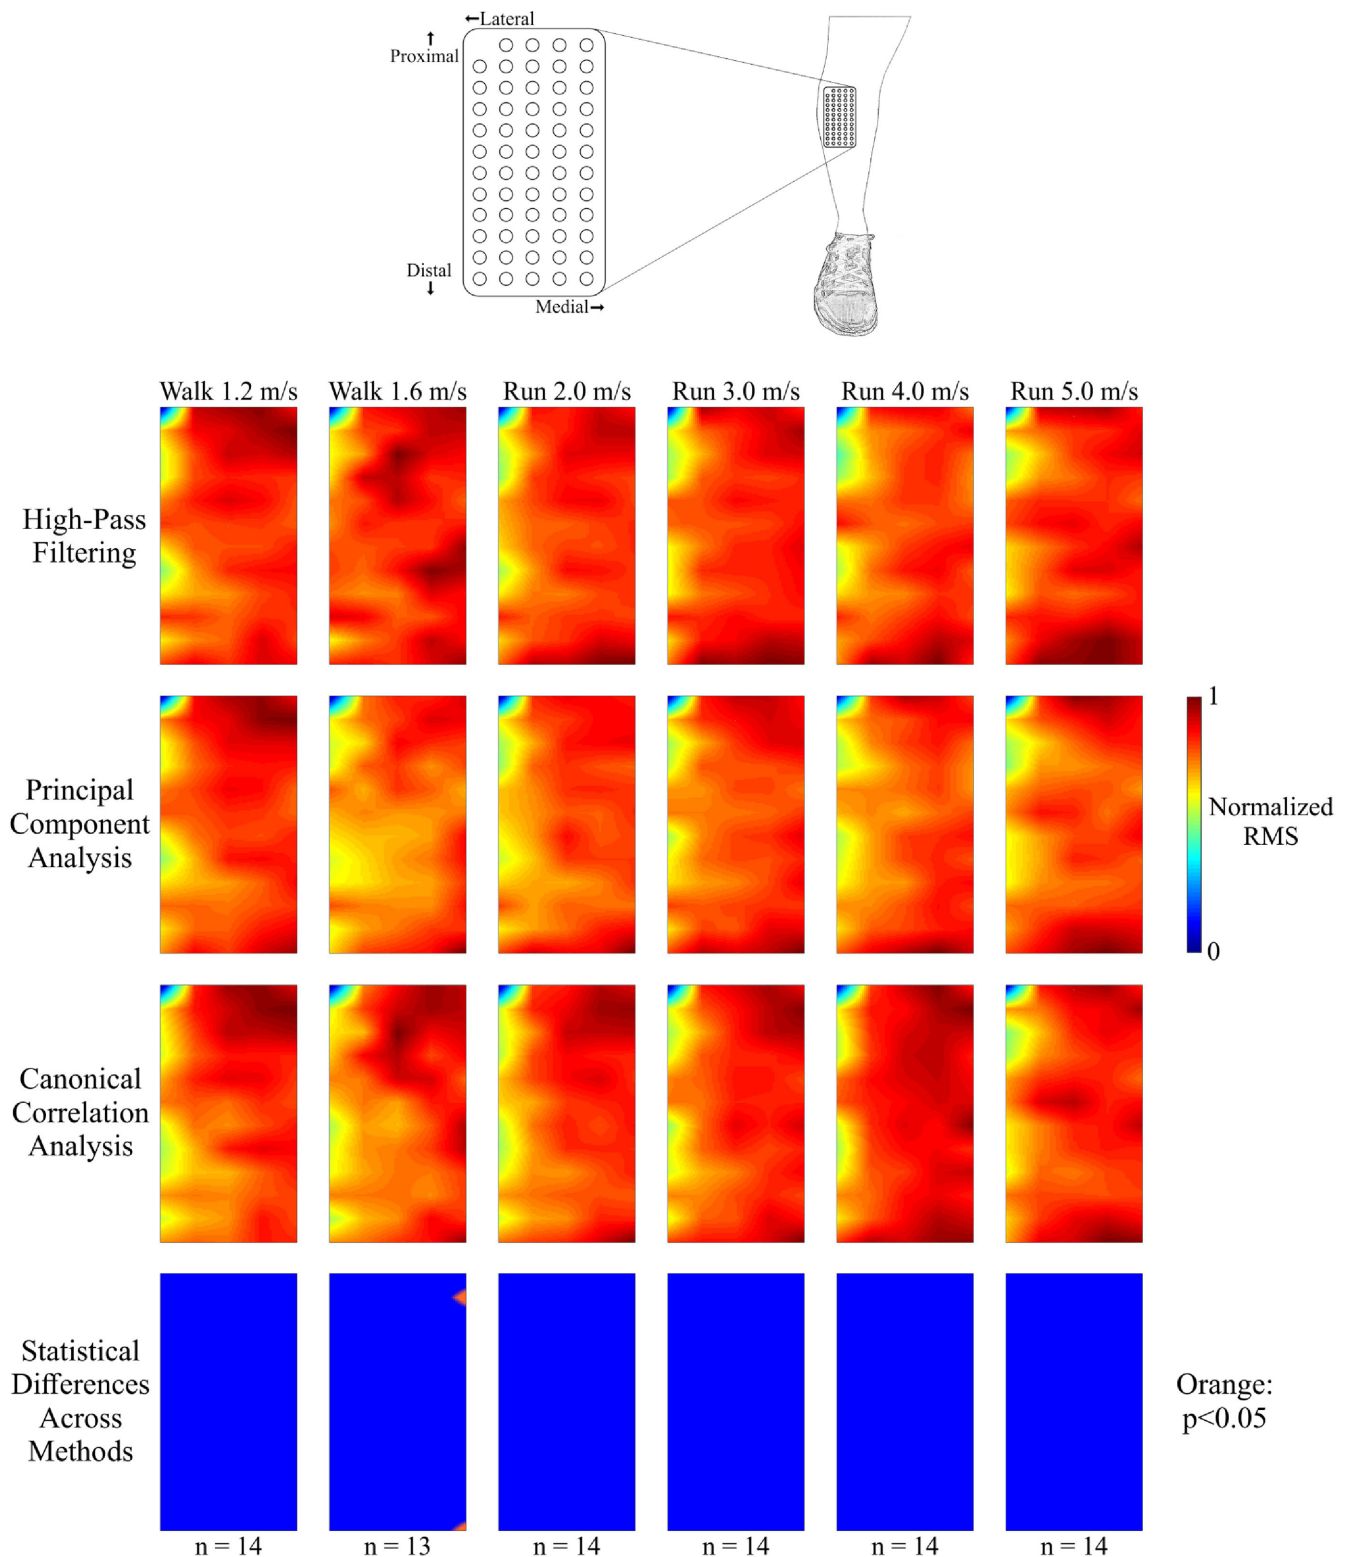 ←Lateral
↑
Proximal
Distal
↓
Medial→
Walk 1.2 m/s
Walk 1.6 m/s
Run 2.0 m/s
Run 3.0 m/s
Run 4.0 m/s
Run 5.0 m/s
High-Pass
Filtering
Principal
Component
Analysis
1
Normalized
RMS
0
Canonical
Correlation
Analysis
Statistical
Differences
Across
Methods
Orange:
p<0.05
n = 14
n = 13
n = 14
n = 14
n = 14
n = 14